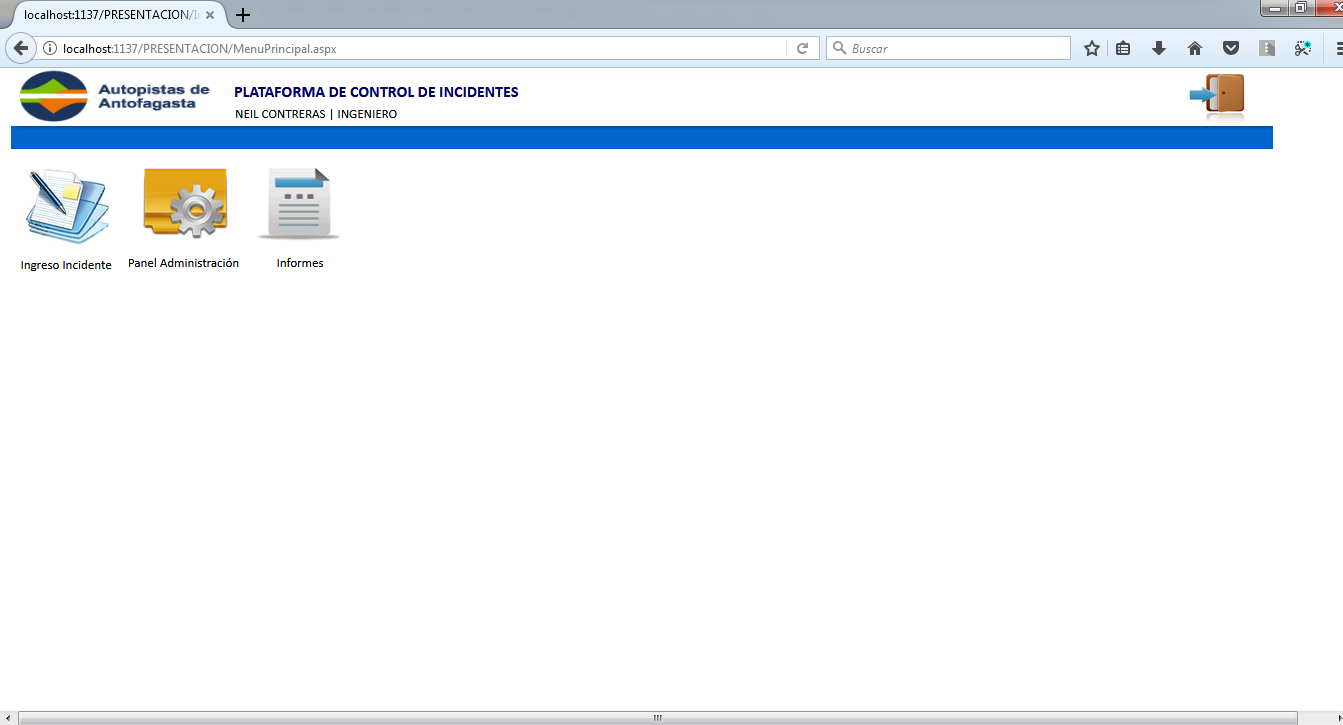 localhost:1137/PRESENTACION/
localhost:1137/PRESENTACION/MenuPrincipal.aspx
Buscar
Autopistas de
Antofagasta
PLATAFORMA DE CONTROL DE INCIDENTES
NEIL CONTRERAS | INGENIERO
Ingreso Incidente
Panel Administración
Informes